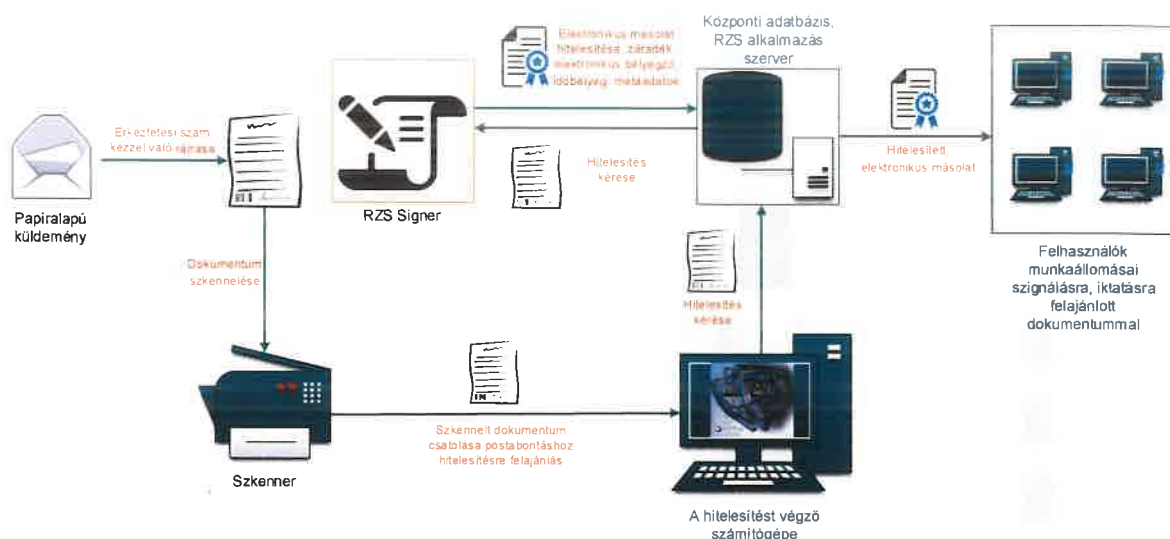 Központi adatbázis,
RZS alkalmazás
szerver
Elektronikus másolat
hitelesítése, záradék,
elektronikus bélyegző,
időbélyeg, metaadatok
Érkeztetési szám
kézzel való ráírása
Papíralapú
küldemény
RZS Signer
Hitelesítés
kérése
Hitelesített
elektronikus másolat
Felhasználók
munkaállomásai
szignálásra, iktatásra
felajánlott
dokumentummal
Dokumentum
szkennelése
Hitelesítés
kérése
Szkennelt dokumentum
csatolása postabontáshoz
hitelesítésre felajánlás
Szkenner
A hitelesítést végző
számítógépe